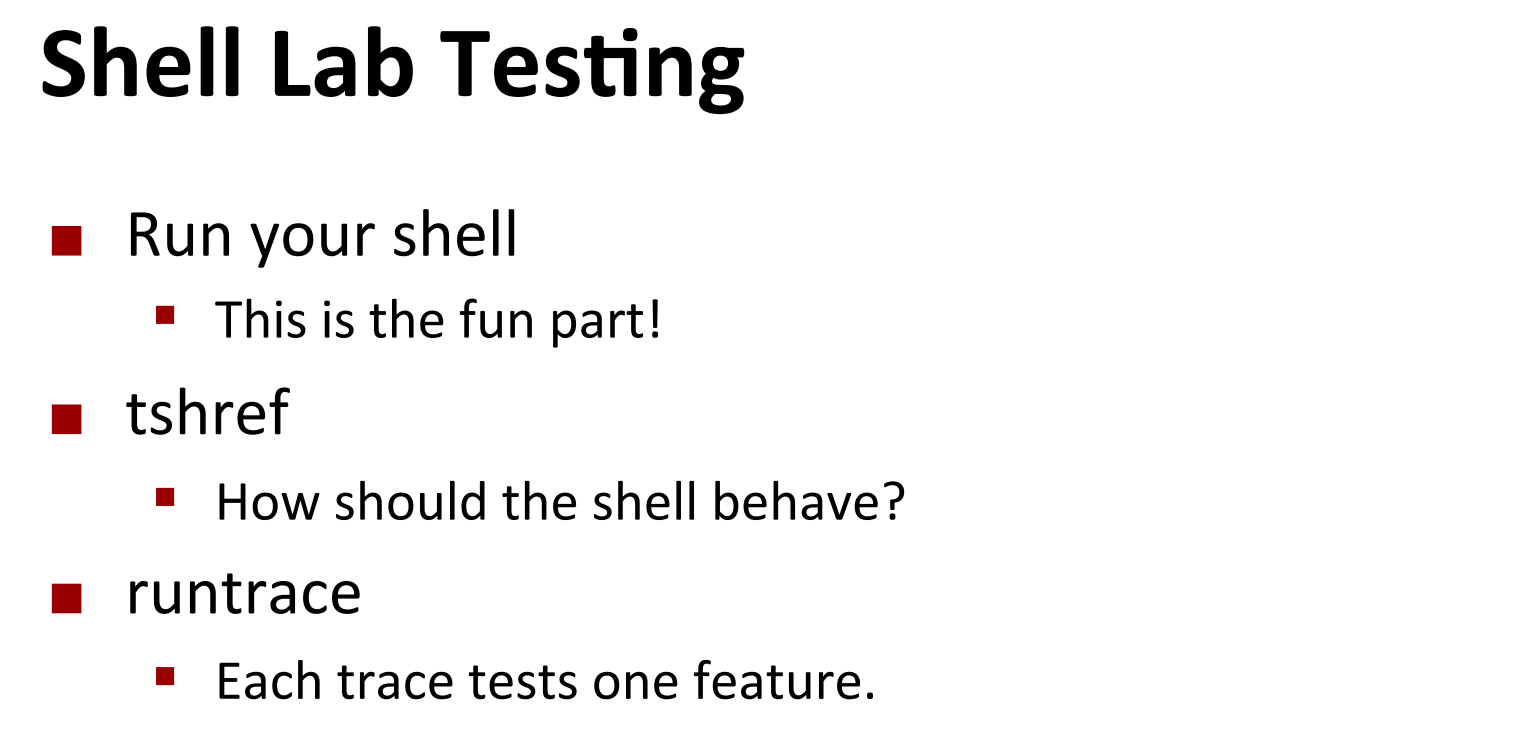 Shell Lab Testing
Run your shell
This is the fun part!
tshref
How should the shell behave?
runtrace
Each trace tests one feature.